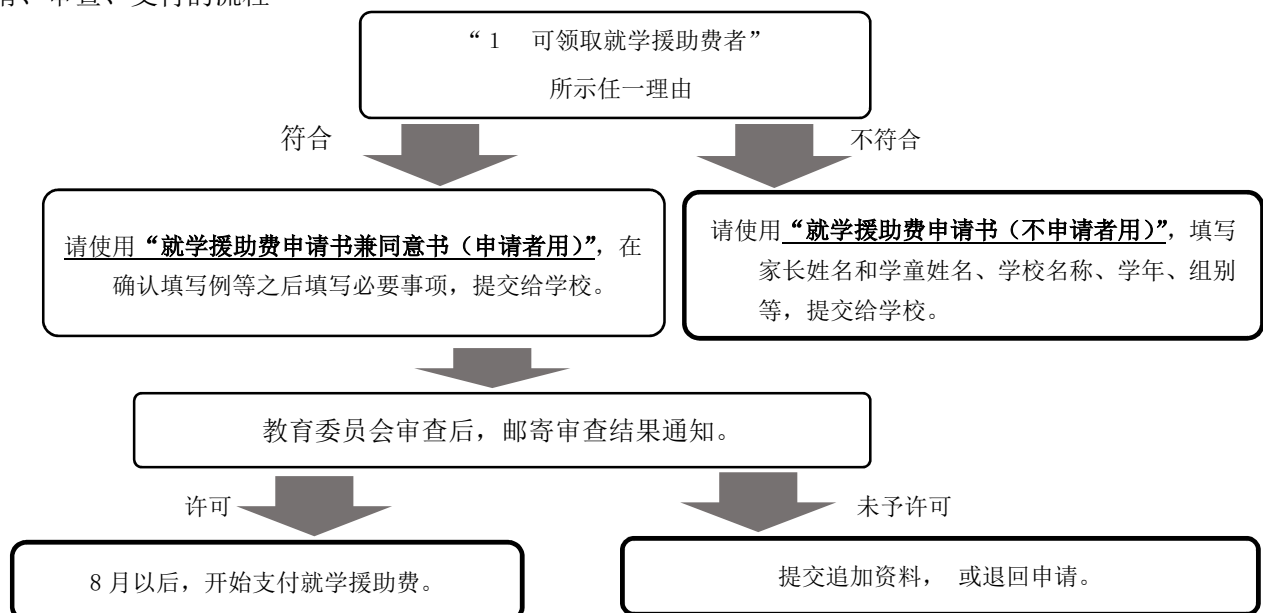 、审查、支付的流程
“1 可领取就学援助费者”
所示任一理由
符合
不符合
请使用“就学援助费申请书兼同意书（申请者用）”，在
确认填写例等之后填写必要事项，提交给学校。
请使用“就学援助费申请书（不申请者用）”，填写
家长姓名和学童姓名、学校名称、学年、组别
等，提交给学校。
教育委员会审查后，邮寄审查结果通知。
许可
未予许可
8月以后，开始支付就学援助费。
提交追加资料， 或退回申请。